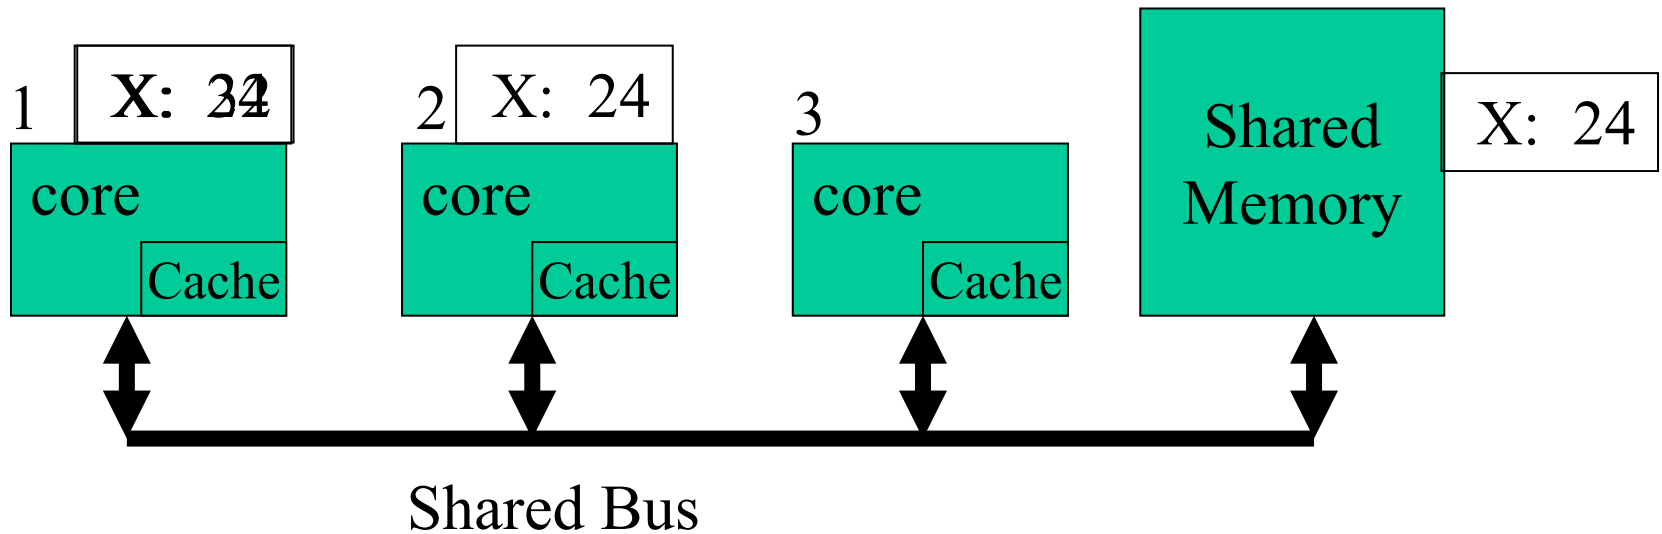 1
X:
2
X: 24
3
Shared
Memory
X: 24
core
Cache
core
Cache
core
Cache
Shared Bus